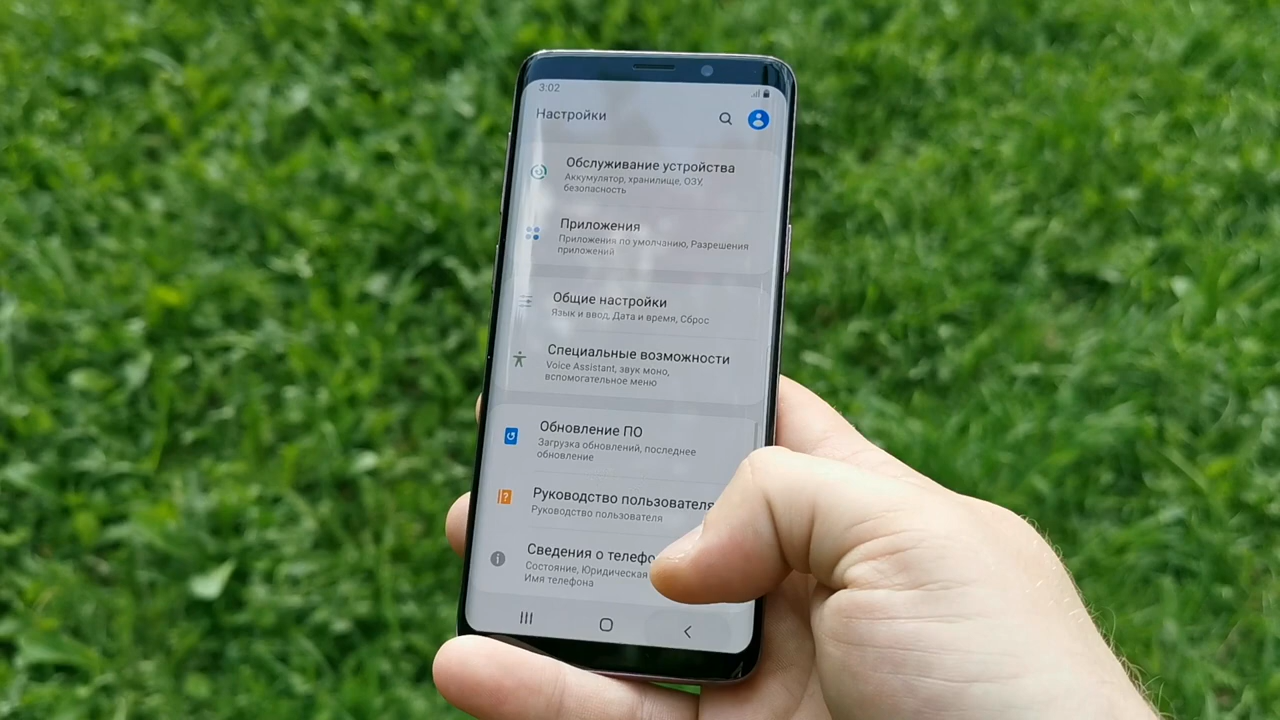 3:02
Настройки
Обслуживание устройства
Аккумулятор, хранилище, ОЗУ,
безопасность
Приложения
Приложения по умолчанию, Разрешения
приложений
Общие настройки
Язык и ввод, Дата и время, Сброс
Специальные возможности
Voice Assistant, звук моно,
вспомогательное меню
Обновление ПО
Загрузка обновлений, последнее
обновление
Руководство пользователя
Руководство пользователя
Сведения о телефо
Состояние, Юридическая
Имя телефона